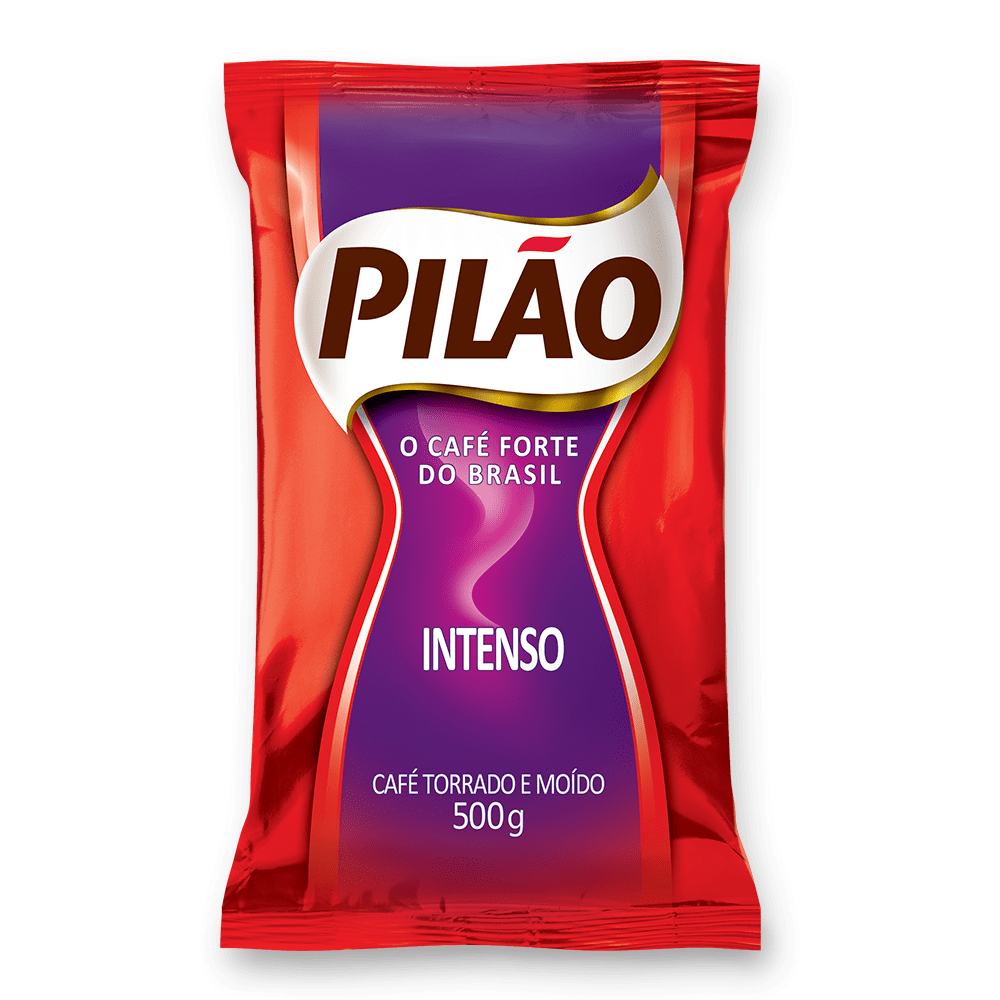 PILÃO
O CAFÉ FORTE
DO BRASIL
INTENSO
CAFÉ TORRADO E MOÍDO
500g